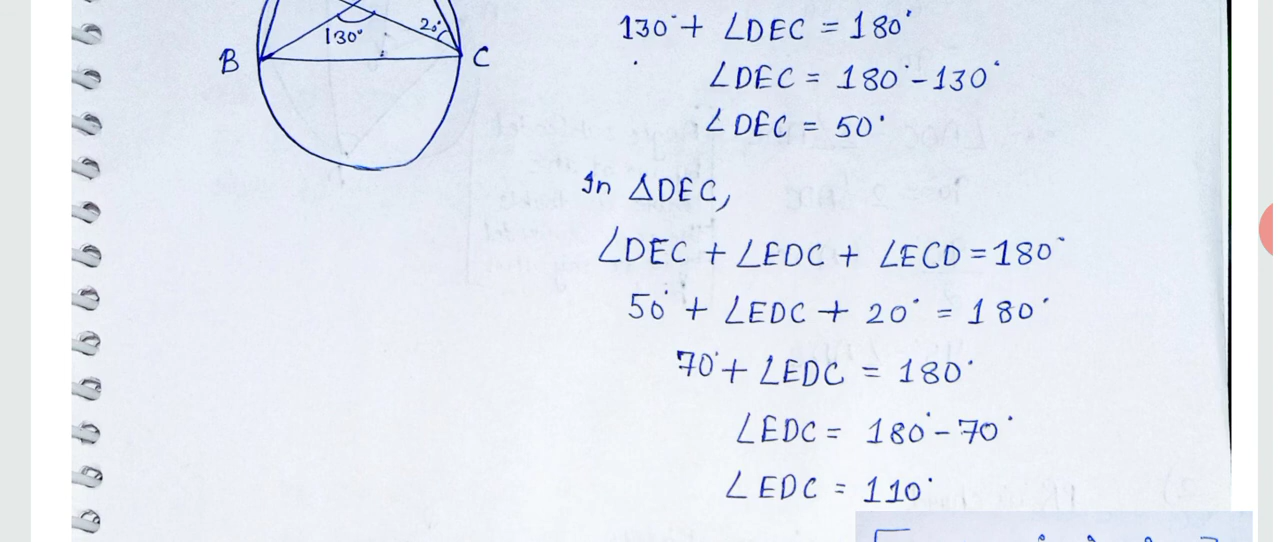 130° + ∠DEC = 180°
∠DEC = 180° - 130°
∠DEC = 50°
20°
130°
B
C
In ΔDEC,
∠DEC + ∠EDC + ∠ECD = 180°
50° + ∠EDC + 20° = 180°
70° + ∠EDC = 180°
∠EDC = 180° - 70°
∠EDC = 110°